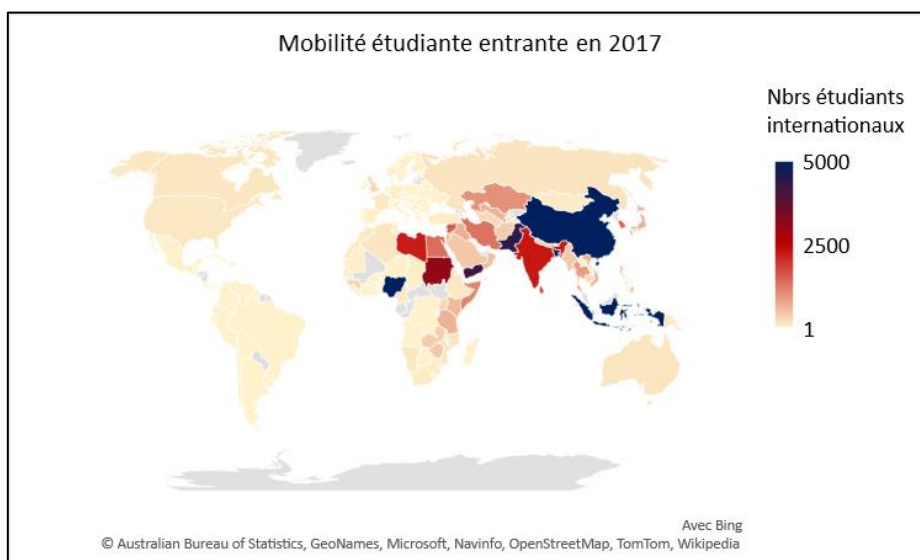 Mobilité étudiante entrante en 2017
Nbrs étudiants
internationaux
5000
2500
1
Avec Bing
© Australian Bureau of Statistics, GeoNames, Microsoft, Navinfo, OpenStreetMap, TomTom, Wikipedia